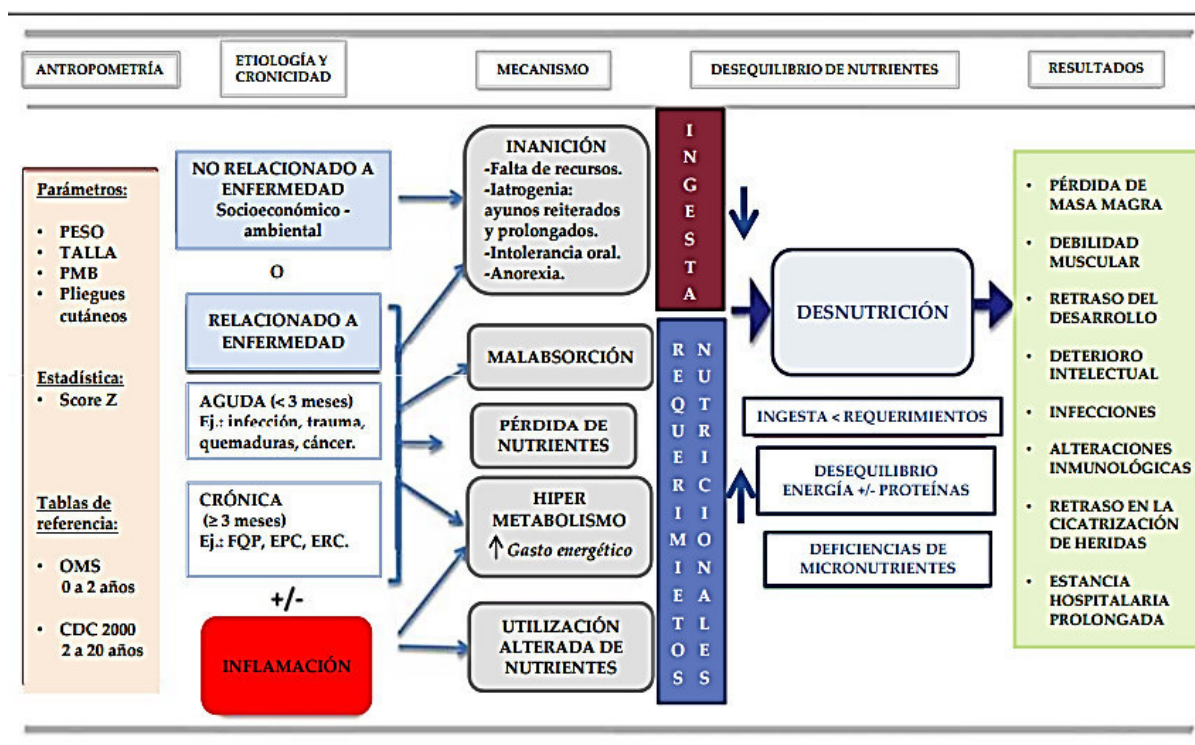 ANTROPOMETRÍA
ETIOLOGÍA Y
CRONICIDAD
MECANISMO
DESEQUILIBRIO DE NUTRIENTES
RESULTADOS
Parámetros:
• PESO
• TALLA
• PMB
• Pliegues
cutáneos
Estadística:
• Score Z
Tablas de
referencia:
• OMS
0 a 2 años
• CDC 2000
2 a 20 años
NO RELACIONADO A
ENFERMEDAD
Socioeconómico -
ambiental
O
RELACIONADO A
ENFERMEDAD
AGUDA (< 3 meses)
Ej.: infección, trauma,
quemaduras, cáncer.
CRÓNICA
(≥ 3 meses)
Ej.: FQP, EPC, ERC.
+/-
INFLAMACIÓN
INANICIÓN
-Falta de recursos.
-Iatrogenia:
ayunos reiterados
y prolongados.
-Intolerancia oral.
-Anorexia.
MALABSORCIÓN
PÉRDIDA DE
NUTRIENTES
HIPER
METABOLISMO
↑ Gasto energético
UTILIZACIÓN
ALTERADA DE
NUTRIENTES
INGESTA
REQUERIMIETOS
NUTRICIONALES
DESNUTRICIÓN
INGESTA < REQUERIMIENTOS
DESEQUILIBRIO
ENERGÍA +/- PROTEÍNAS
DEFICIENCIAS DE
MICRONUTRIENTES
• PÉRDIDA DE
MASA MAGRA
• DEBILIDAD
MUSCULAR
• RETRASO DEL
DESARROLLO
• DETERIORO
INTELECTUAL
• INFECCIONES
• ALTERACIONES
INMUNOLÓGICAS
• RETRASO EN LA
CICATRIZACIÓN
DE HERIDAS
• ESTANCIA
HOSPITALARIA
PROLONGADA